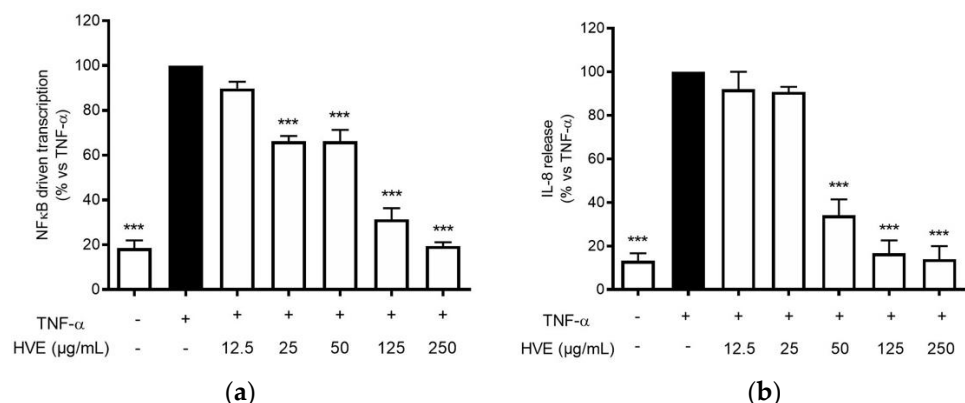 NFκB driven transcription
(% vs TNF-α)
120
100
80
60
40
20
0
***
***
***
***
***
TNF-α - + + + + + +
HVE (µg/mL) - - 12.5 25 50 125 250
(a)
IL-8 release
(% vs TNF-α)
120
100
80
60
40
20
0
***
***
***
***
TNF-α - + + + + + +
HVE (µg/mL) - - 12.5 25 50 125 250
(b)